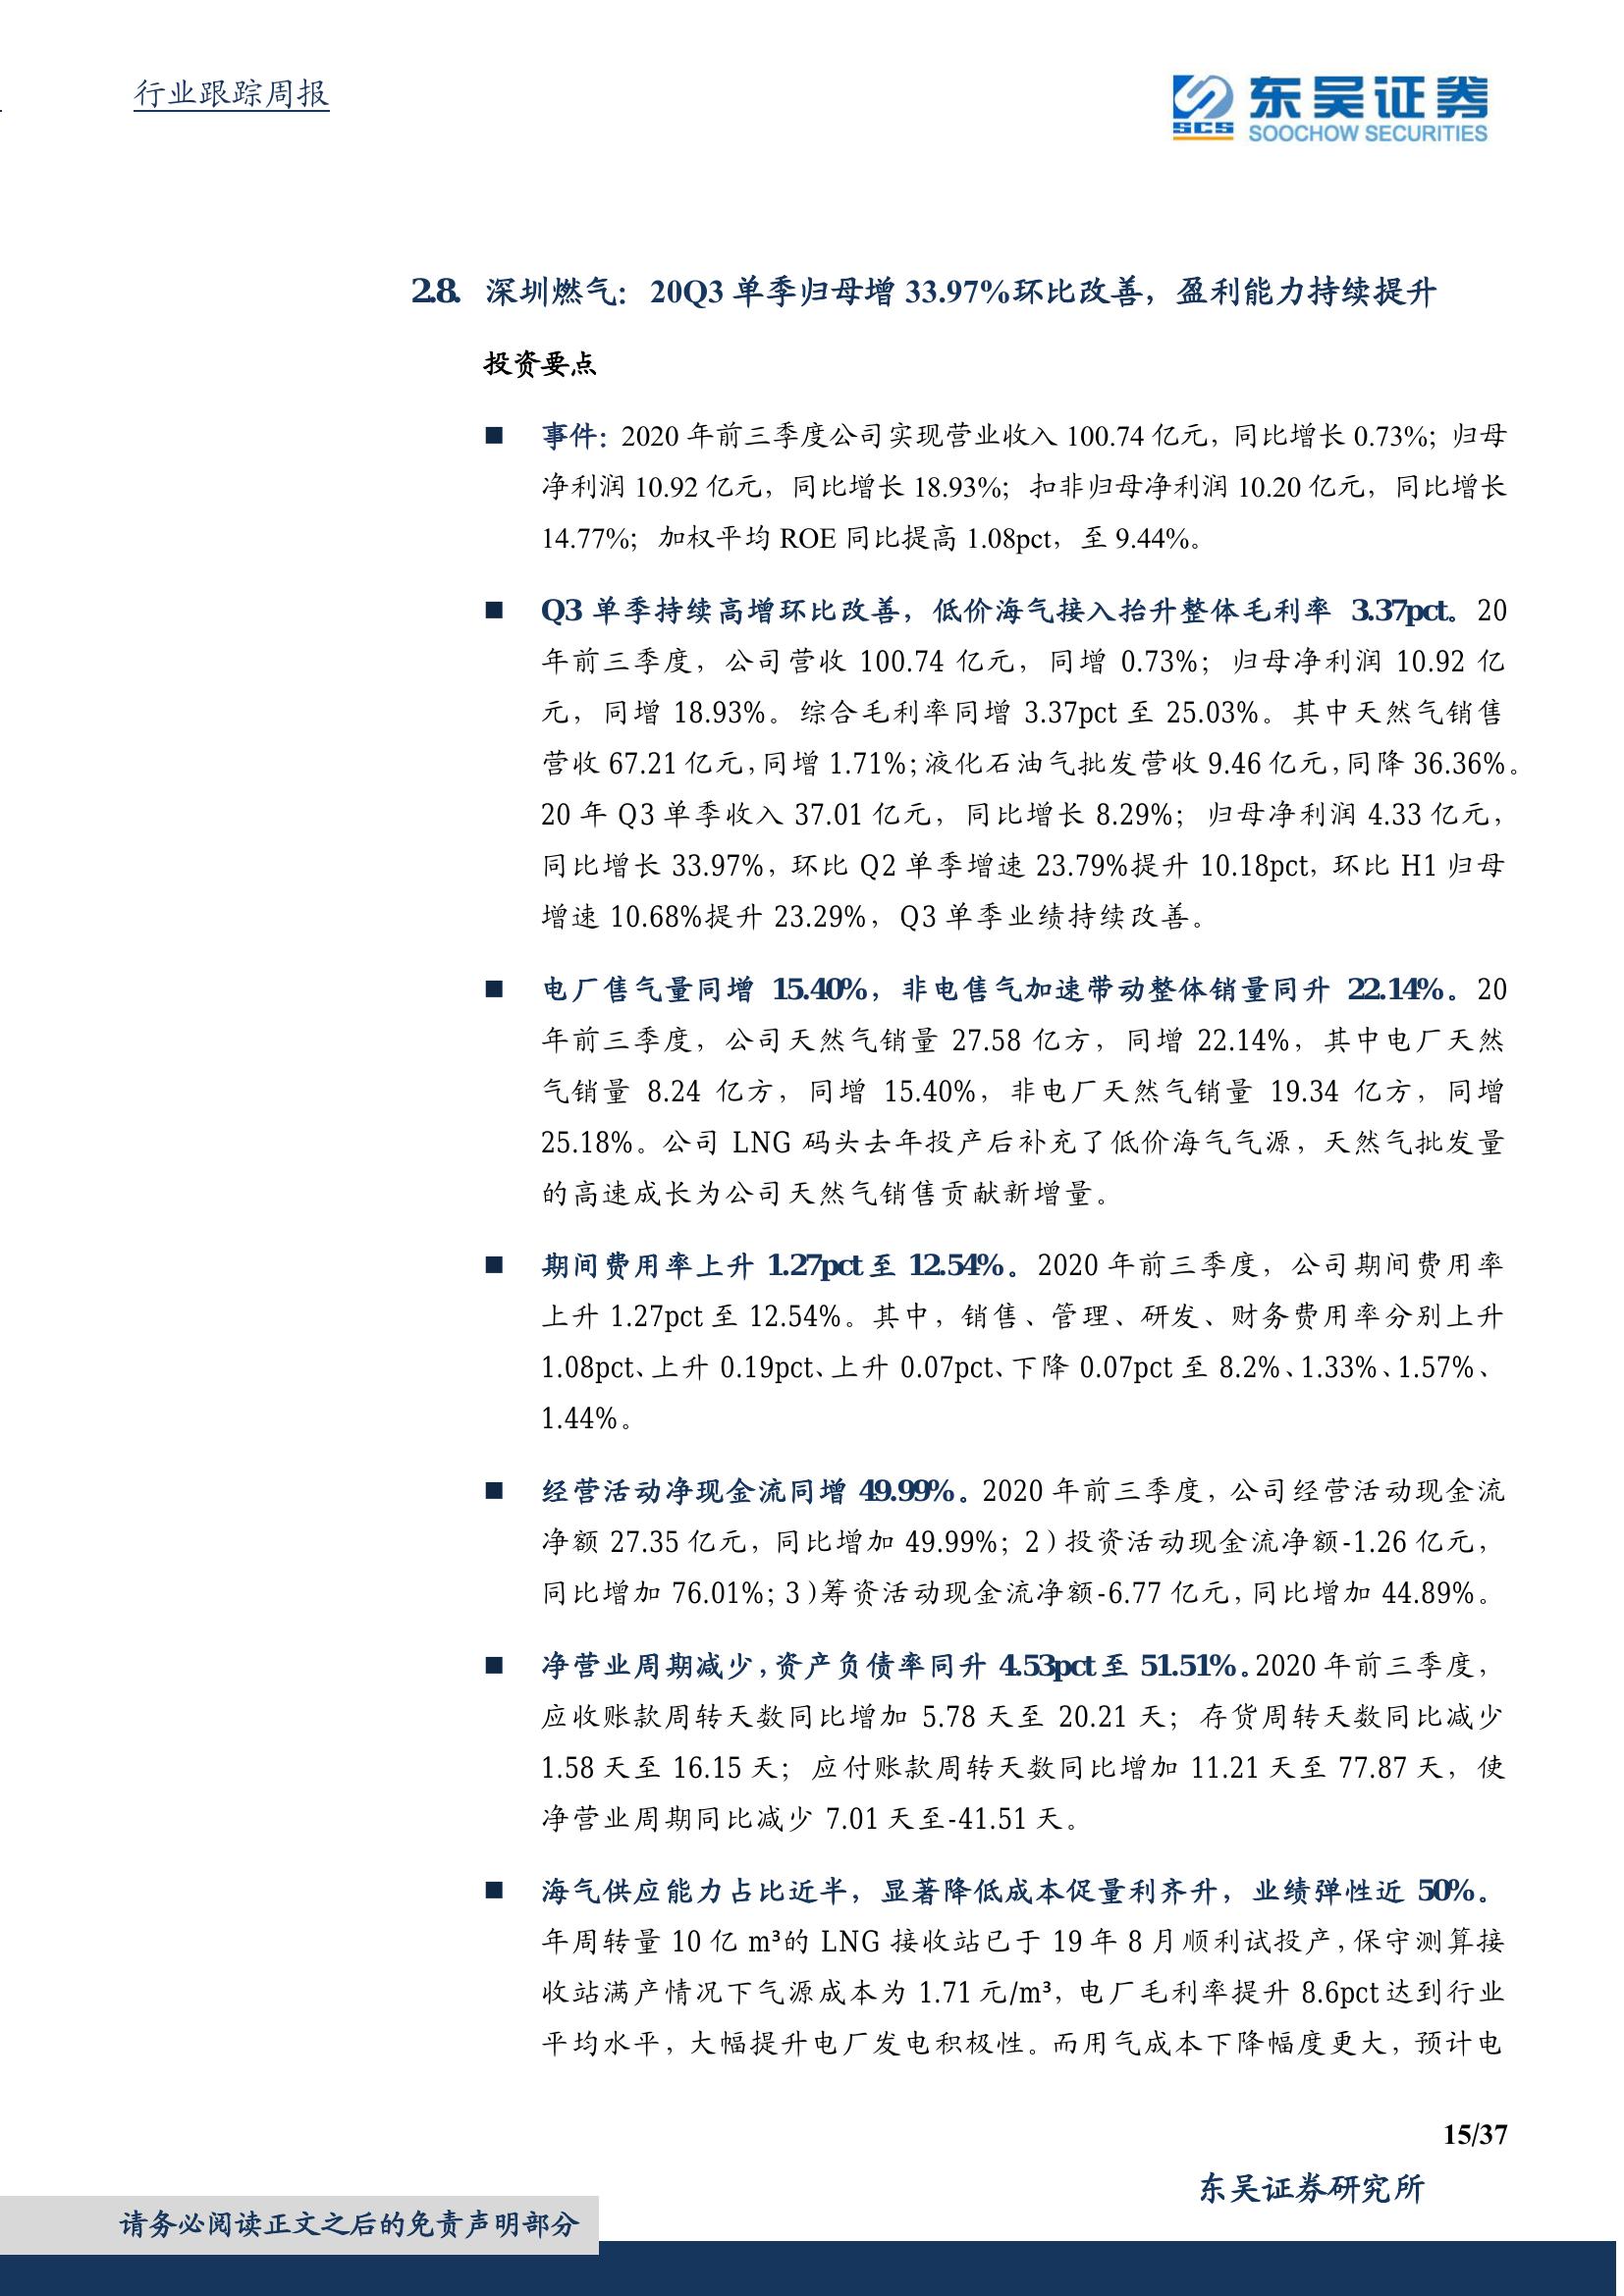 行业跟踪周报
SCS
东吴证券
SOOCHOW SECURITIES
2.8. 深圳燃气：20Q3 单季归母增 33.97%环比改善，盈利能力持续提升
投资要点
■ 事件：2020 年前三季度公司实现营业收入 100.74 亿元，同比增长 0.73%；归母
净利润 10.92 亿元，同比增长 18.93%；扣非归母净利润 10.20 亿元，同比增长
14.77%；加权平均 ROE 同比提高 1.08pct，至 9.44%。
■ Q3 单季持续高增环比改善，低价海气接入抬升整体毛利率 3.37pct。20
年前三季度，公司营收 100.74 亿元，同增 0.73%；归母净利润 10.92 亿
元，同增 18.93%。综合毛利率同增 3.37pct 至 25.03%。其中天然气销售
营收 67.21 亿元，同增 1.71%；液化石油气批发营收 9.46 亿元，同降 36.36%。
20 年 Q3 单季收入 37.01 亿元，同比增长 8.29%；归母净利润 4.33 亿元，
同比增长 33.97%，环比 Q2 单季增速 23.79%提升 10.18pct，环比 H1 归母
增速 10.68%提升 23.29%，Q3 单季业绩持续改善。
■ 电厂售气量同增 15.40%，非电售气加速带动整体销量同升 22.14%。20
年前三季度，公司天然气销量 27.58 亿方，同增 22.14%，其中电厂天然
气销量 8.24 亿方，同增 15.40%，非电厂天然气销量 19.34 亿方，同增
25.18%。公司 LNG 码头去年投产后补充了低价海气气源，天然气批发量
的高速成长为公司天然气销售贡献新增量。
■ 期间费用率上升 1.27pct 至 12.54%。2020 年前三季度，公司期间费用率
上升 1.27pct 至 12.54%。其中，销售、管理、研发、财务费用率分别上升
1.08pct、上升 0.19pct、上升 0.07pct、下降 0.07pct 至 8.2%、1.33%、1.57%、
1.44%。
■ 经营活动净现金流同增 49.99%。2020 年前三季度，公司经营活动现金流
净额 27.35 亿元，同比增加 49.99%；2）投资活动现金流净额-1.26 亿元，
同比增加 76.01%；3）筹资活动现金流净额-6.77 亿元，同比增加 44.89%。
■ 净营业周期减少，资产负债率同升 4.53pct 至 51.51%。2020 年前三季度，
应收账款周转天数同比增加 5.78 天至 20.21 天；存货周转天数同比减少
1.58 天至 16.15 天；应付账款周转天数同比增加 11.21 天至 77.87 天，使
净营业周期同比减少 7.01 天至-41.51 天。
■ 海气供应能力占比近半，显著降低成本促量利齐升，业绩弹性近 50%。
年周转量 10 亿 m³的 LNG 接收站已于 19 年 8 月顺利试投产，保守测算接
收站满产情况下气源成本为 1.71 元/m³，电厂毛利率提升 8.6pct 达到行业
平均水平，大幅提升电厂发电积极性。而用气成本下降幅度更大，预计电
15/37
东吴证券研究所
请务必阅读正文之后的免责声明部分